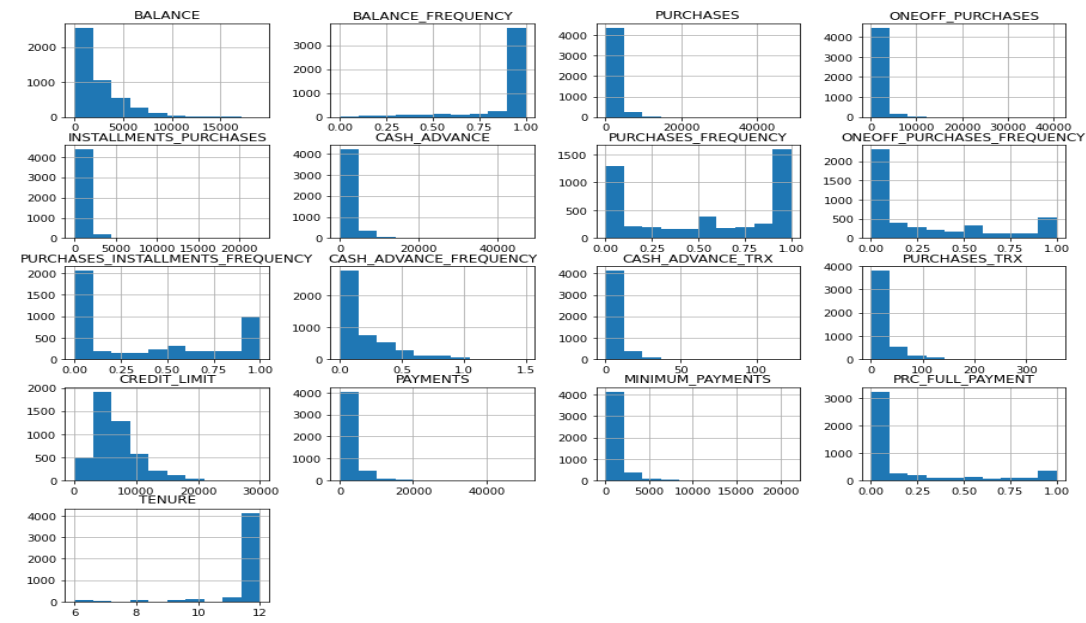 BALANCE
2000
1000
0
0 5000 10000 15000
BALANCE_FREQUENCY
3000
2000
1000
0
0.00 0.25 0.50 0.75 1.00
PURCHASES
4000
3000
2000
1000
0
0 20000 40000
ONEOFF_PURCHASES
4000
3000
2000
1000
0
0 10000 20000 30000 40000
INSTALLMENTS_PURCHASES
4000
3000
2000
1000
0
0 5000 10000 15000 20000
CASH_ADVANCE
4000
3000
2000
1000
0
0 20000 40000
PURCHASES_FREQUENCY
1500
1000
500
0
0.00 0.25 0.50 0.75 1.00
ONEOFF_PURCHASES_FREQUENCY
2000
1500
1000
500
0
0.00 0.25 0.50 0.75 1.00
PURCHASES_INSTALLMENTS_FREQUENCY
2000
1500
1000
500
0
0.00 0.25 0.50 0.75 1.00
CASH_ADVANCE_FREQUENCY
2000
1000
0
0.0 0.5 1.0 1.5
CASH_ADVANCE_TRX
4000
3000
2000
1000
0
0 50 100
PURCHASES_TRX
4000
3000
2000
1000
0
0 100 200 300
CREDIT_LIMIT
2000
1500
1000
500
0
0 10000 20000 30000
PAYMENTS
4000
3000
2000
1000
0
0 20000 40000
MINIMUM_PAYMENTS
4000
3000
2000
1000
0
0 5000 10000 15000 20000
PRC_FULL_PAYMENT
3000
2000
1000
0
0.00 0.25 0.50 0.75 1.00
TENURE
4000
3000
2000
1000
0
6 8 10 12